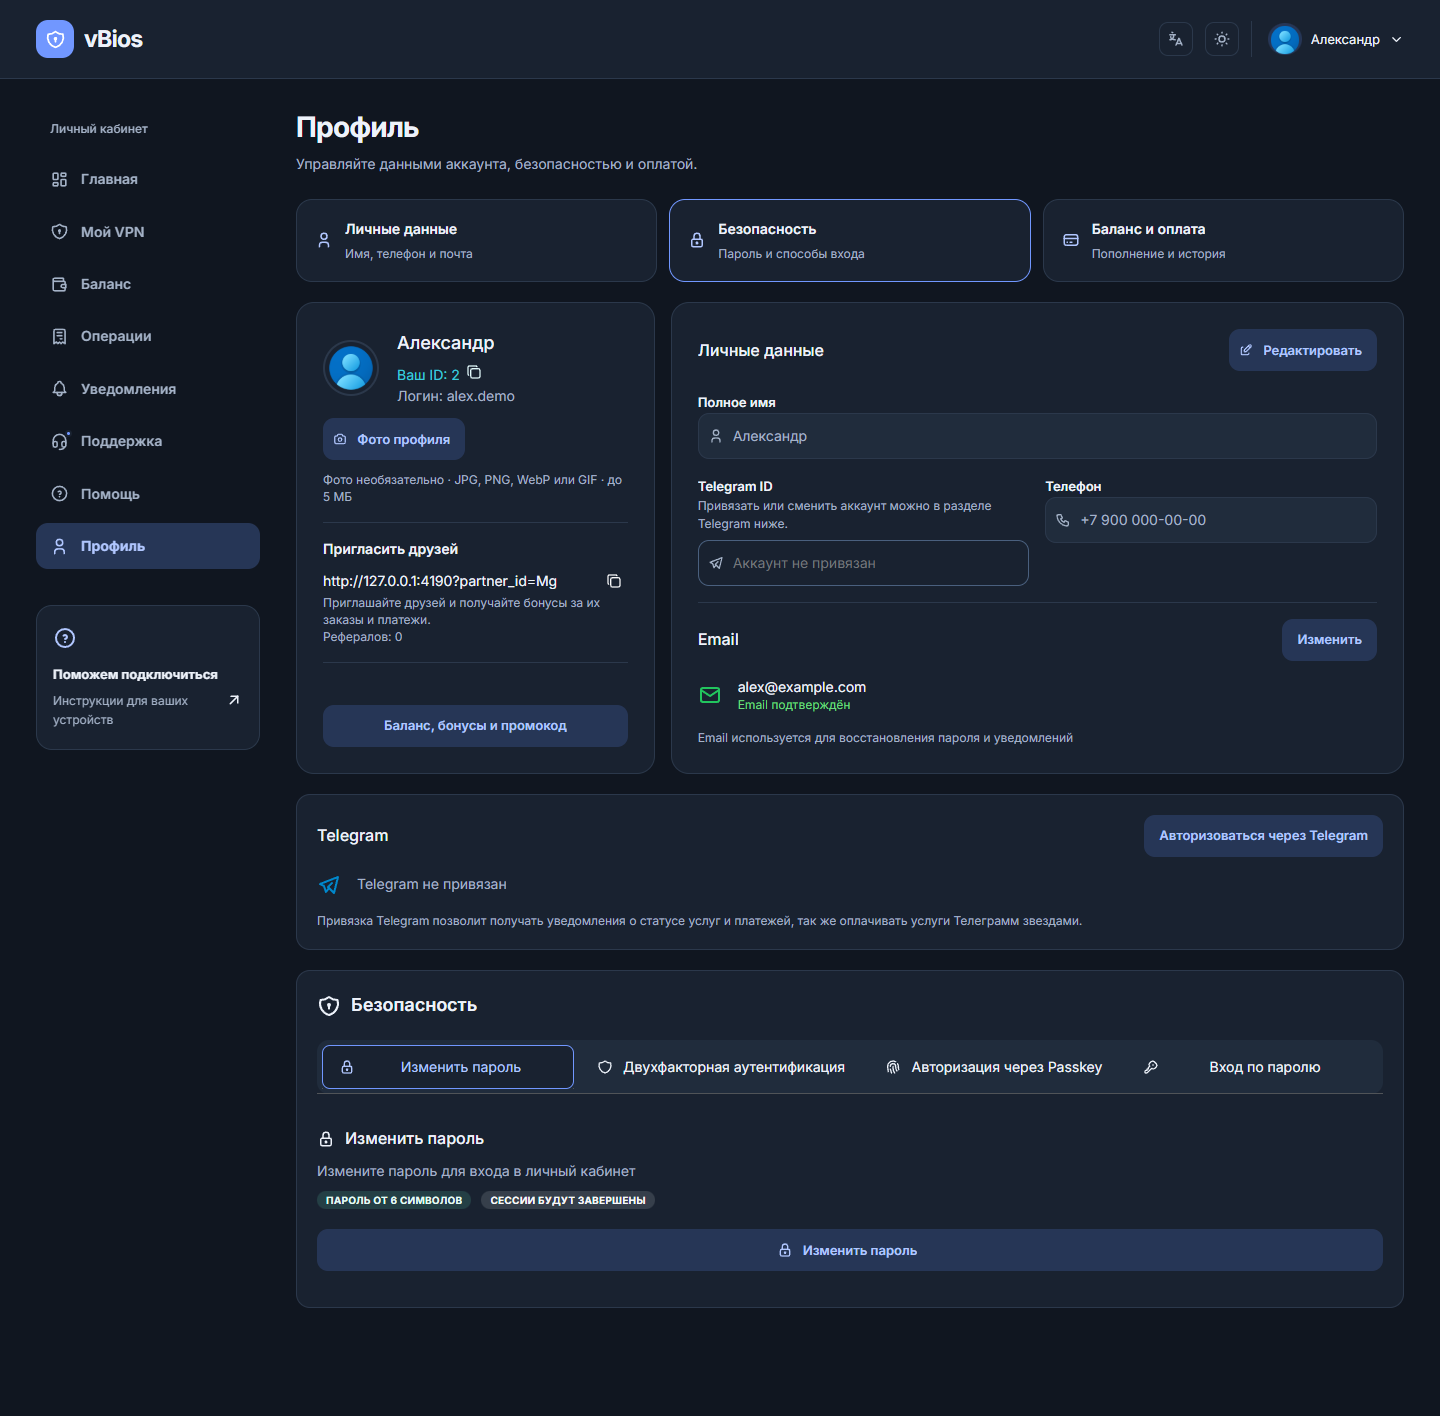 vBios
Александр
Личный кабинет
Главная
Мой VPN
Баланс
Операции
Уведомления
Поддержка
Помощь
Профиль
Поможем подключиться
Инструкции для ваших
устройств
Профиль
Управляйте данными аккаунта, безопасностью и оплатой.
Личные данные
Имя, телефон и почта
Безопасность
Пароль и способы входа
Баланс и оплата
Пополнение и история
Александр
Ваш ID: 2
Логин: alex.demo
Фото профиля
Фото необязательно · JPG, PNG, WebP или GIF · до
5 МБ
Пригласить друзей
http://127.0.0.1:4190?partner_id=Mg
Приглашайте друзей и получайте бонусы за их
заказы и платежи.
Рефералов: 0
Баланс, бонусы и промокод
Личные данные
Редактировать
Полное имя
Александр
Telegram ID
Привязать или сменить аккаунт можно в разделе
Telegram ниже.
Аккаунт не привязан
Телефон
+7 900 000-00-00
Email
Изменить
alex@example.com
Email подтверждён
Email используется для восстановления пароля и уведомлений
Telegram
Авторизоваться через Telegram
Telegram не привязан
Привязка Telegram позволит получать уведомления о статусе услуг и платежей, так же оплачивать услуги Телеграмм звездами.
Безопасность
Изменить пароль
Двухфакторная аутентификация
Авторизация через Passkey
Вход по паролю
Изменить пароль
Измените пароль для входа в личный кабинет
ПАРОЛЬ ОТ 6 СИМВОЛОВ
СЕССИИ БУДУТ ЗАВЕРШЕНЫ
Изменить пароль